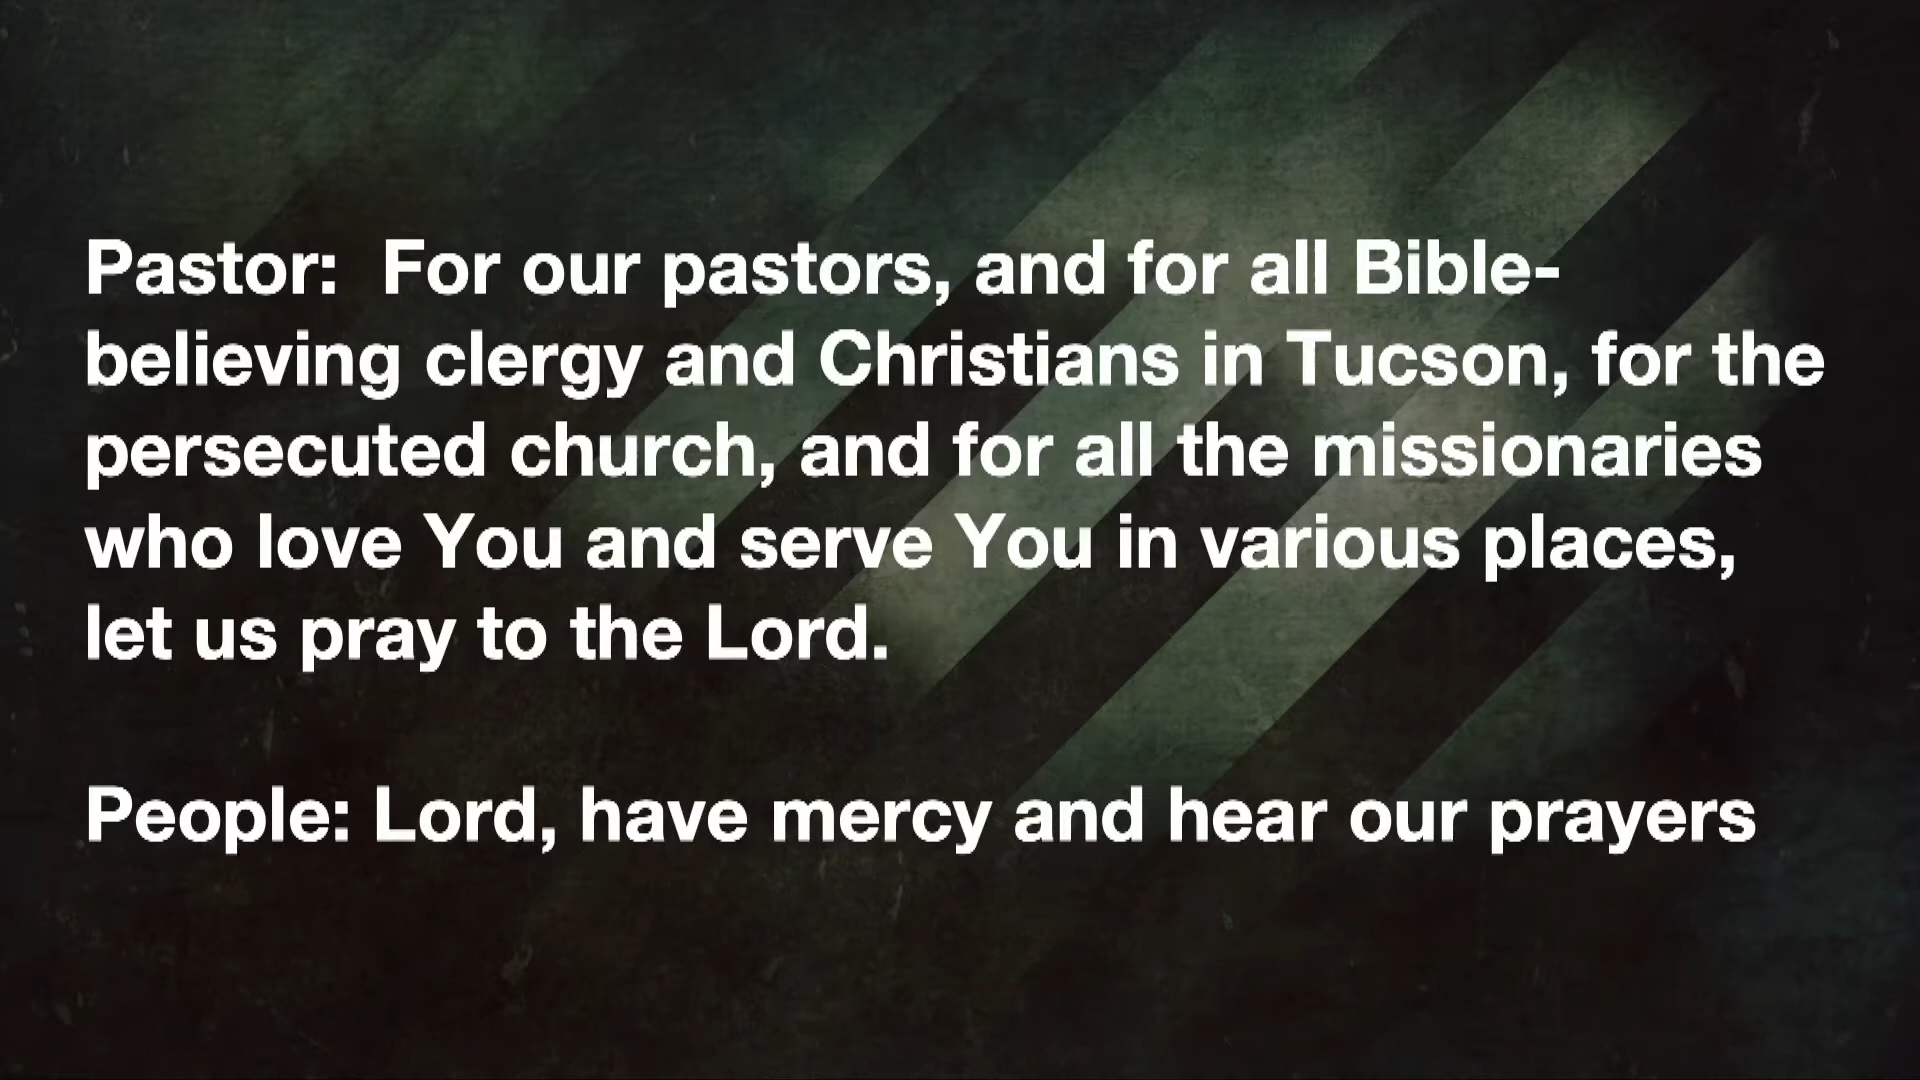 Pastor:  For our pastors, and for all Bible-
believing clergy and Christians in Tucson, for the
persecuted church, and for all the missionaries
who love You and serve You in various places,
let us pray to the Lord.
People: Lord, have mercy and hear our prayers